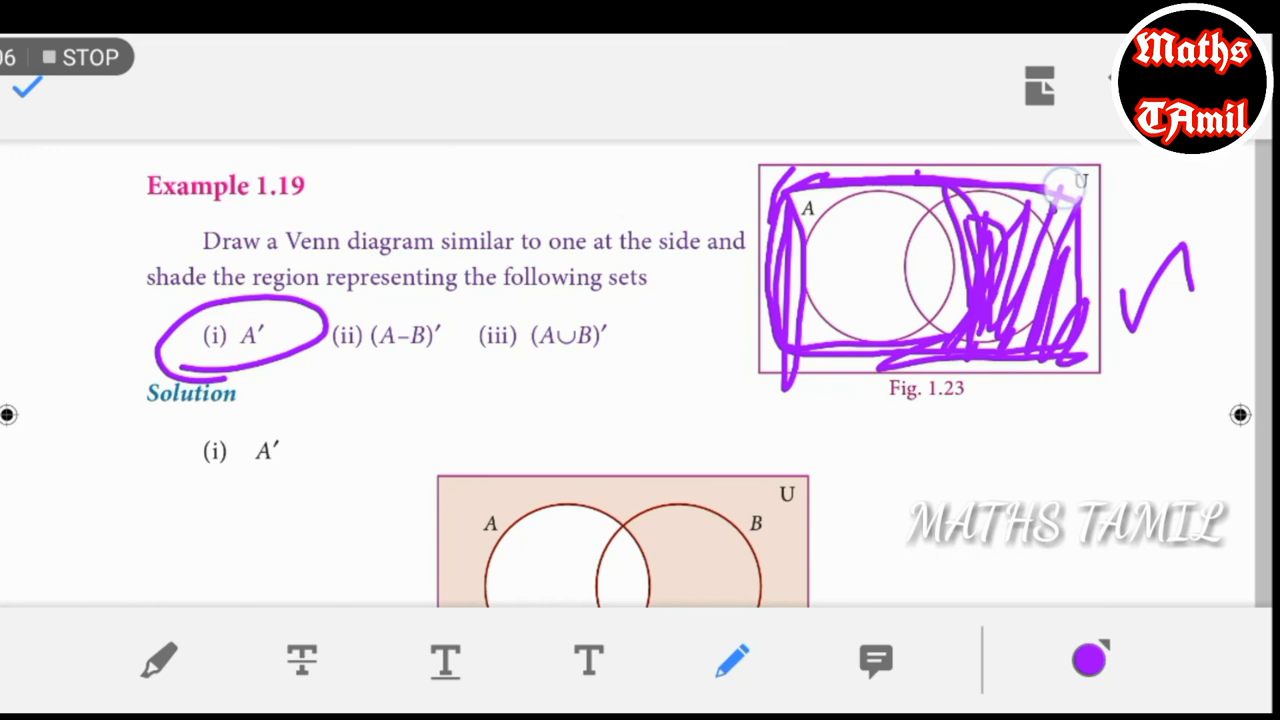 06 STOP
Maths
TAmil
Example 1.19
Draw a Venn diagram similar to one at the side and
shade the region representing the following sets
(i) A′ (ii) (A–B)′ (iii) (A∪B)′
U
A
Fig. 1.23
Solution
(i) A′
U
A B
MATHS TAMIL
T T T